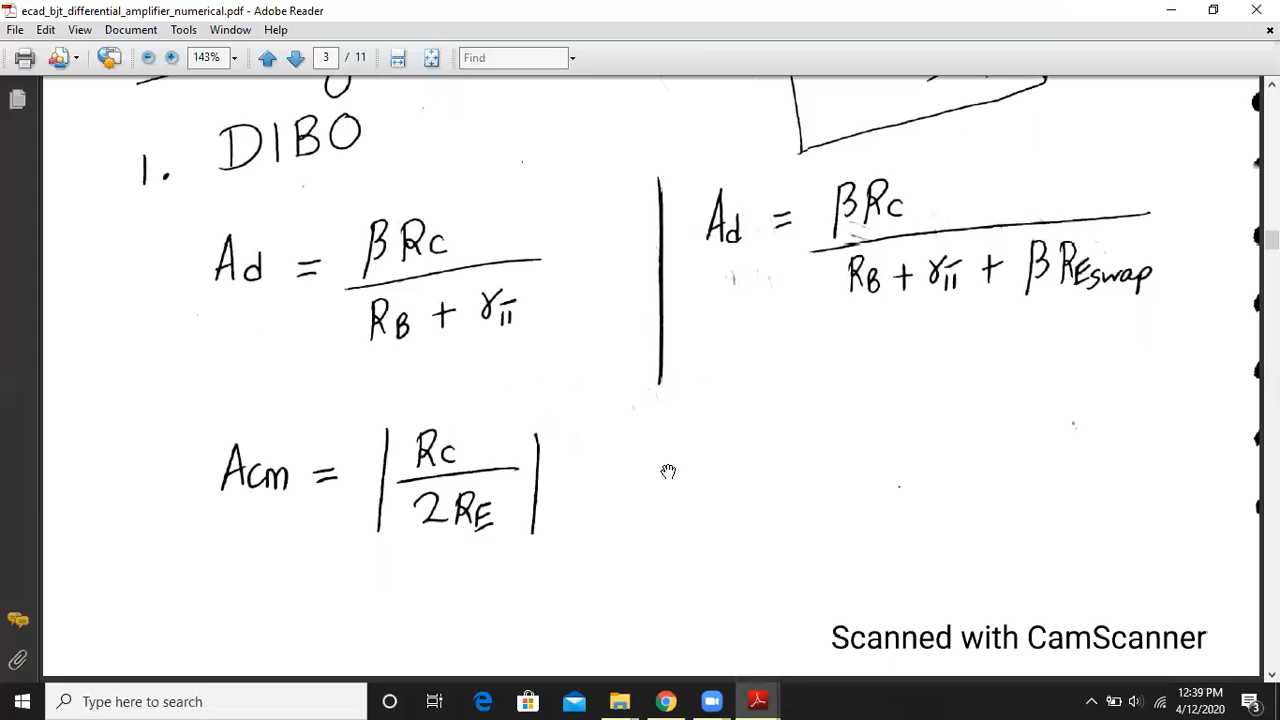 ecad_bjt_differential_amplifier_numerical.pdf - Adobe Reader
File Edit View Document Tools Window Help
3 / 11 143% Find
1. DIBO
Ad = βRc / (RB + rπ)
Ad = βRc / (RB + rπ + βREswap)
Acm = |Rc / 2RE|
Scanned with CamScanner
Type here to search
12:39 PM
4/12/2020
3